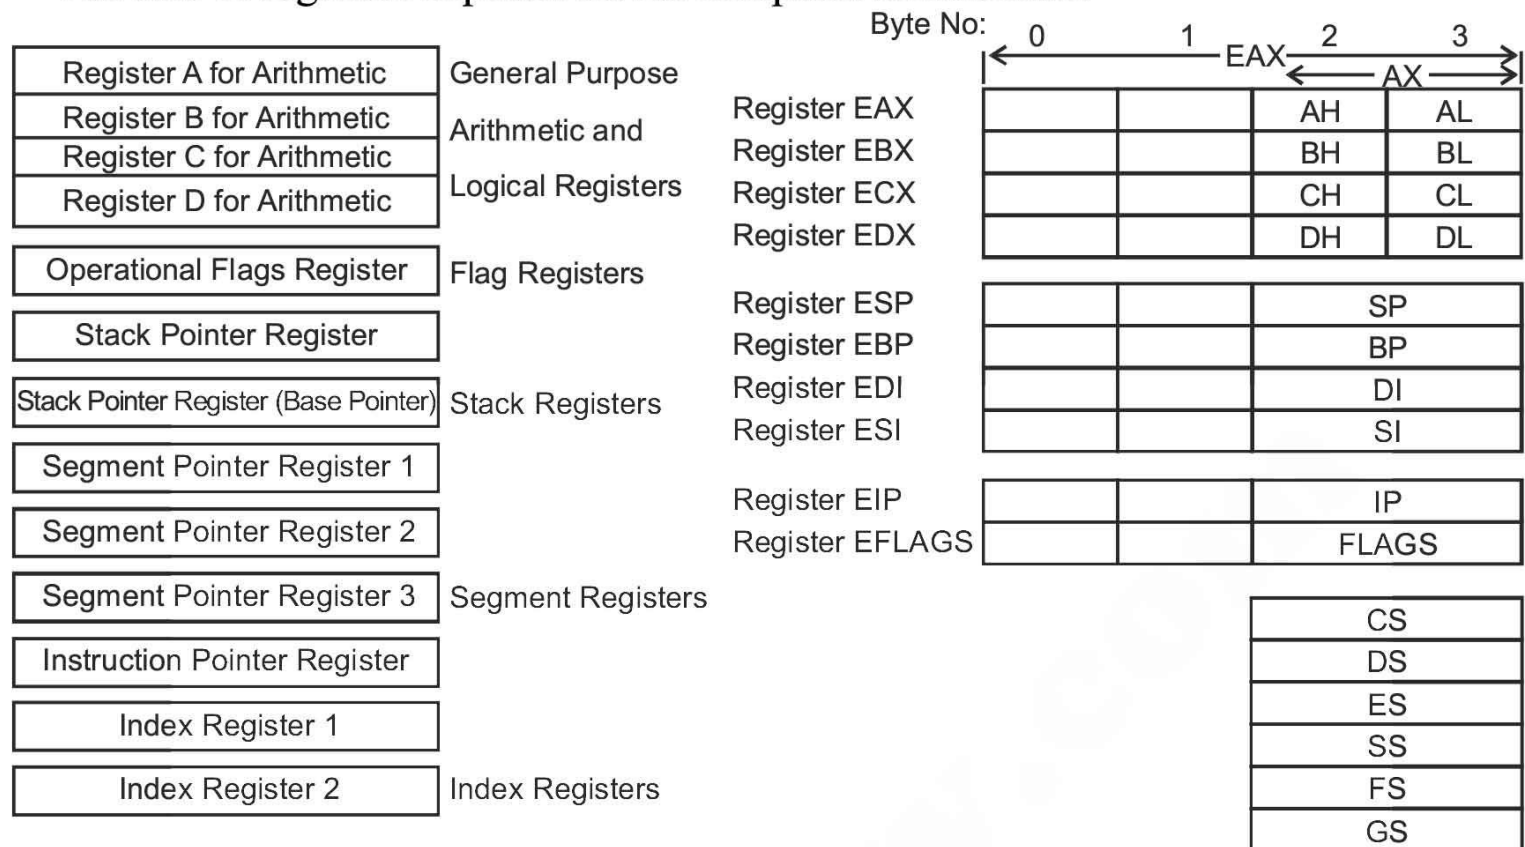 Byte No: 0 1 2 3
EAX
AX
Register A for Arithmetic
Register B for Arithmetic
Register C for Arithmetic
Register D for Arithmetic
General Purpose
Arithmetic and
Logical Registers
Operational Flags Register
Flag Registers
Stack Pointer Register
Stack Pointer Register (Base Pointer)
Stack Registers
Segment Pointer Register 1
Segment Pointer Register 2
Segment Pointer Register 3
Segment Registers
Instruction Pointer Register
Index Register 1
Index Register 2
Index Registers
Register EAX AH AL
Register EBX BH BL
Register ECX CH CL
Register EDX DH DL
Register ESP SP
Register EBP BP
Register EDI DI
Register ESI SI
Register EIP IP
Register EFLAGS FLAGS
CS
DS
ES
SS
FS
GS